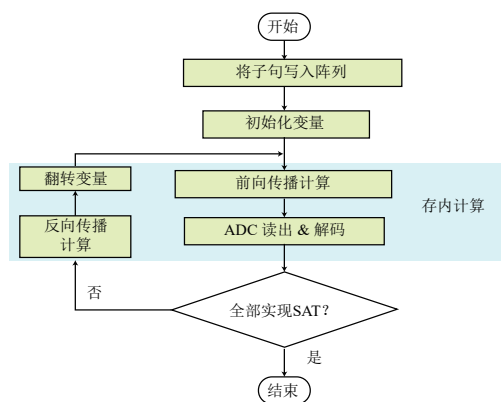 开始
将子句写入阵列
初始化变量
翻转变量
前向传播计算
存内计算
反向传播
计算
ADC 读出 & 解码
否
全部实现SAT?
是
结束